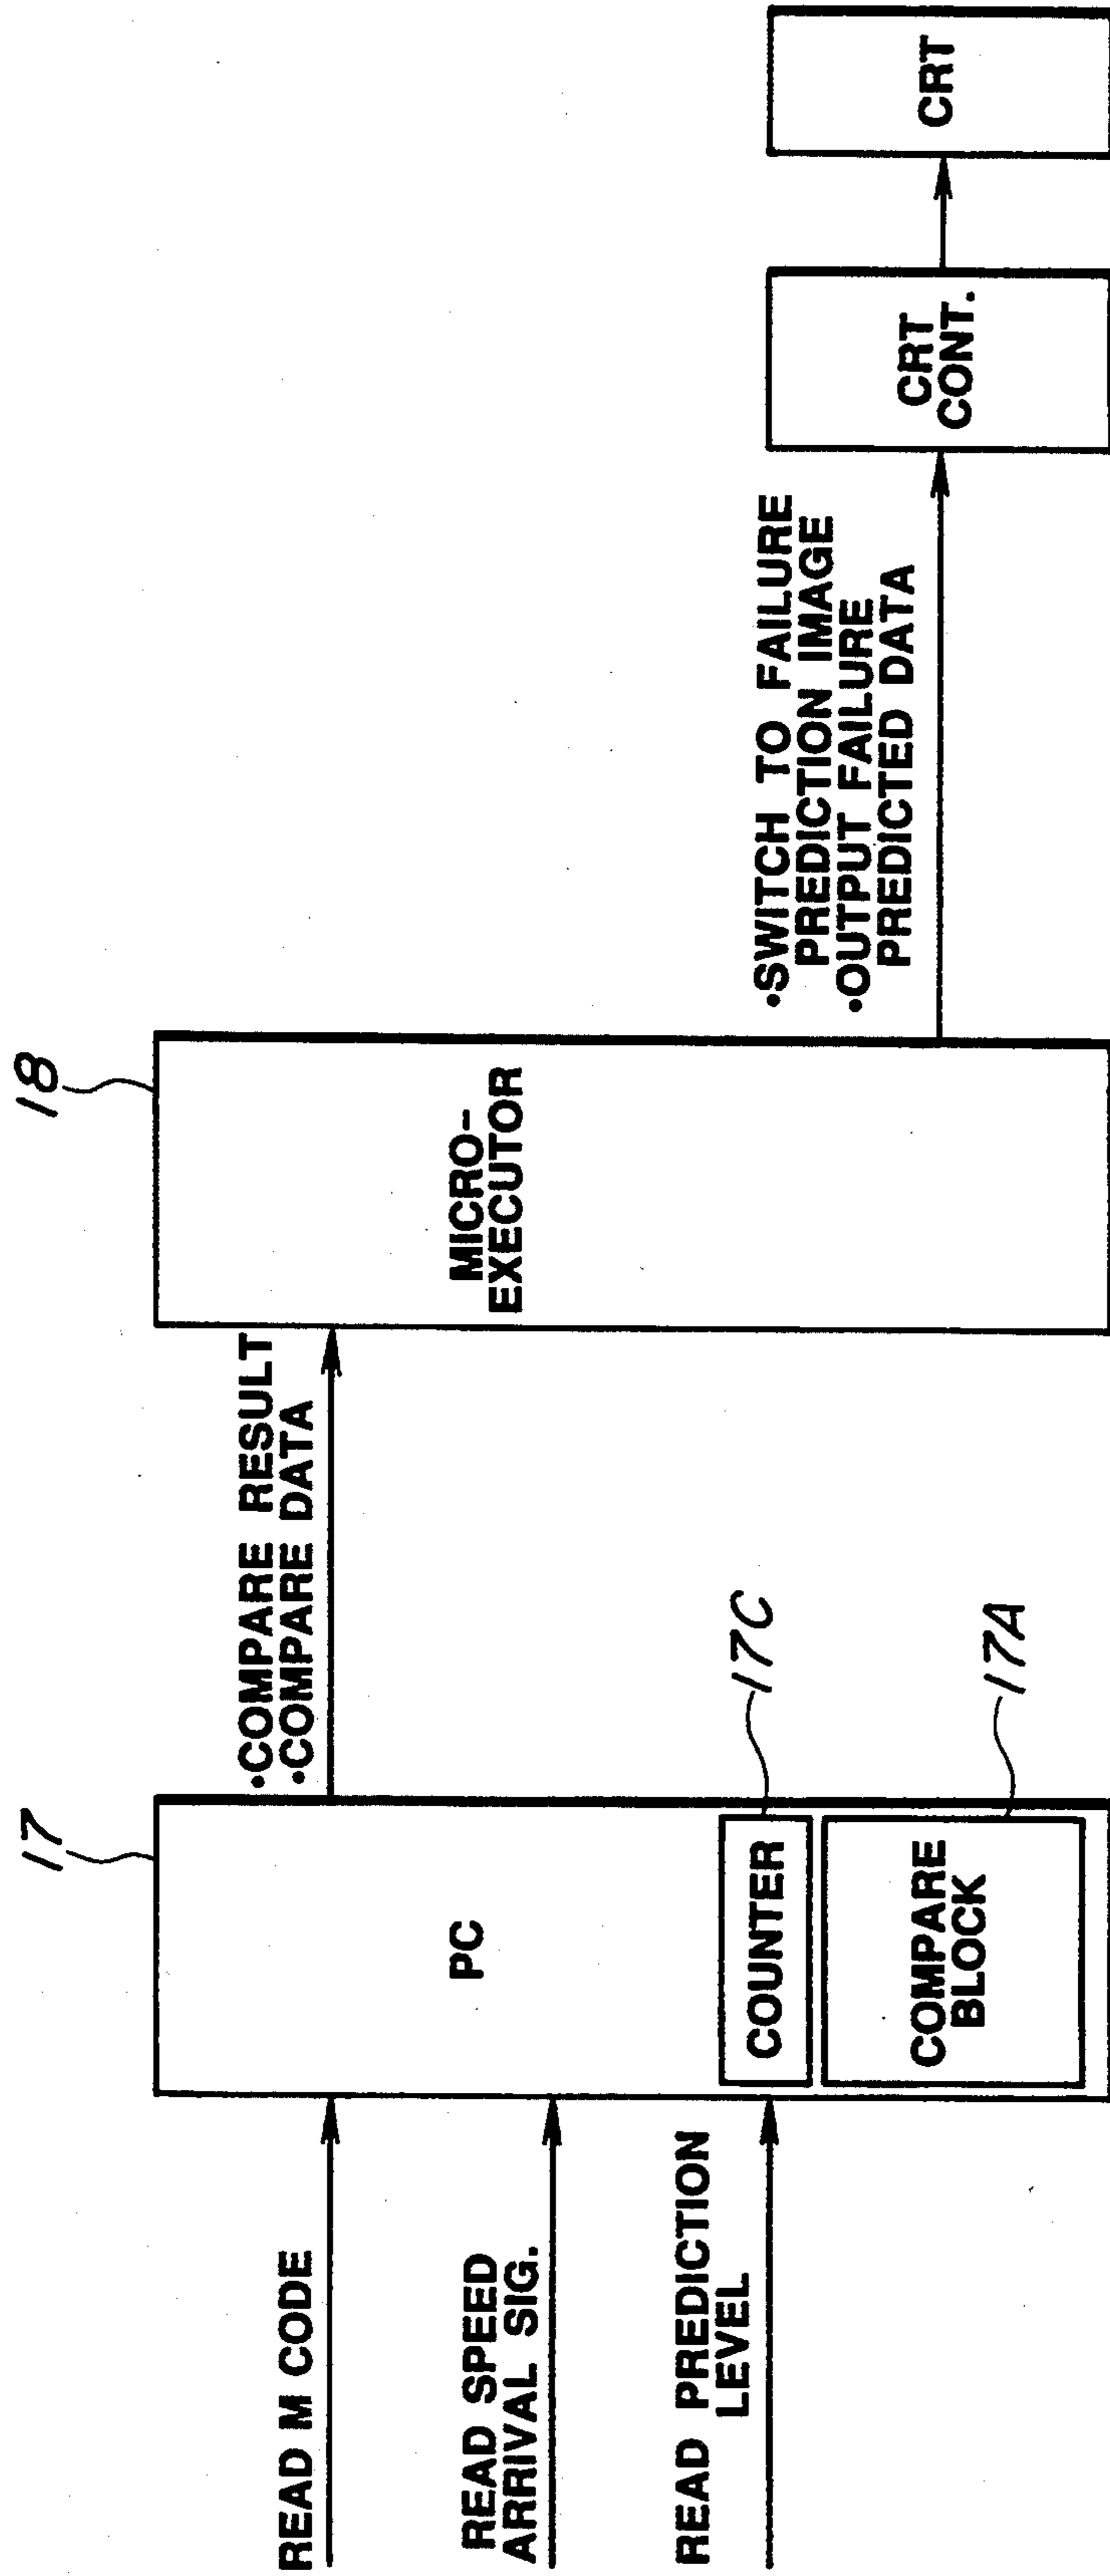 17
18
READ M CODE
READ SPEED
ARRIVAL SIG.
READ PREDICTION
LEVEL
PC
COUNTER
COMPARE
BLOCK
17C
17A
•COMPARE RESULT
•COMPARE DATA
MICRO-
EXECUTOR
•SWITCH TO FAILURE
PREDICTION IMAGE
•OUTPUT FAILURE
PREDICTED DATA
CRT
CONT.
CRT